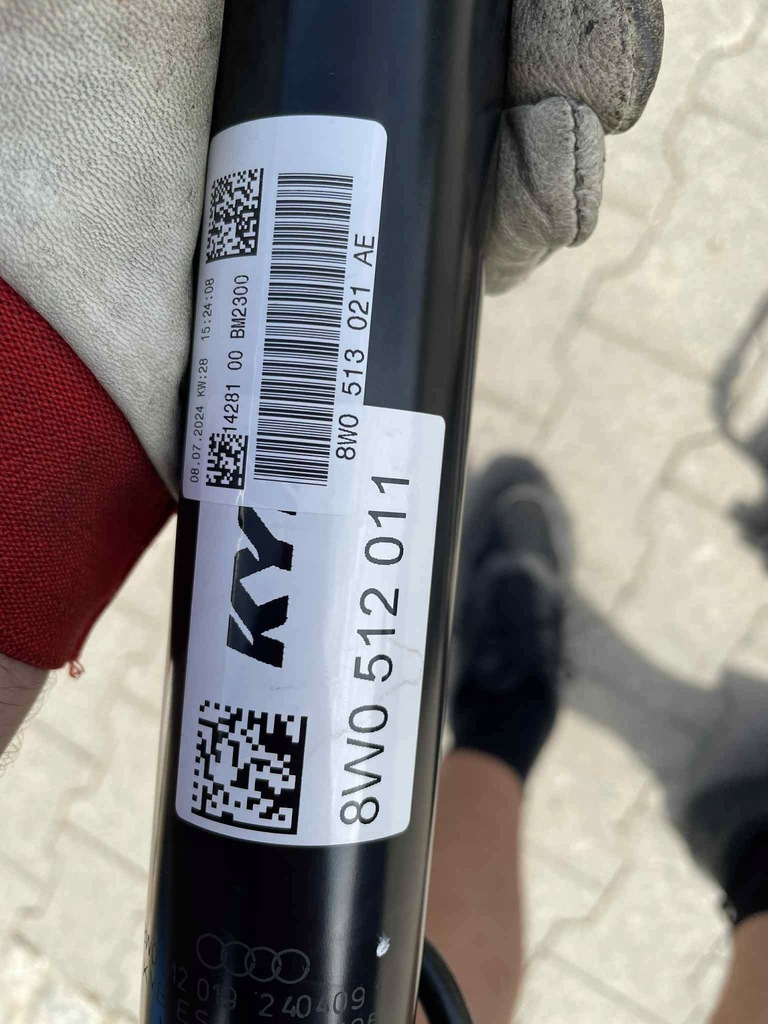 08.07.2024 KW:28 15:24:08
14281 00 BM2300
8W0 513 021 AE
KY
8W0 512 011
240409